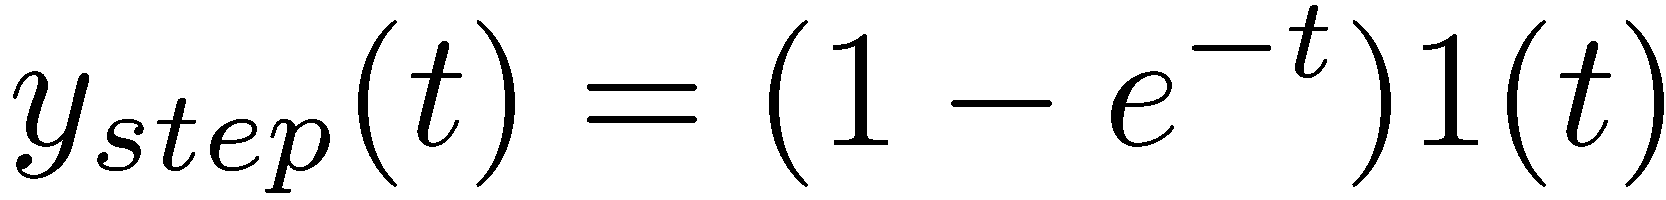 y_{step}(t) = (1 − e^{−t})1(t)